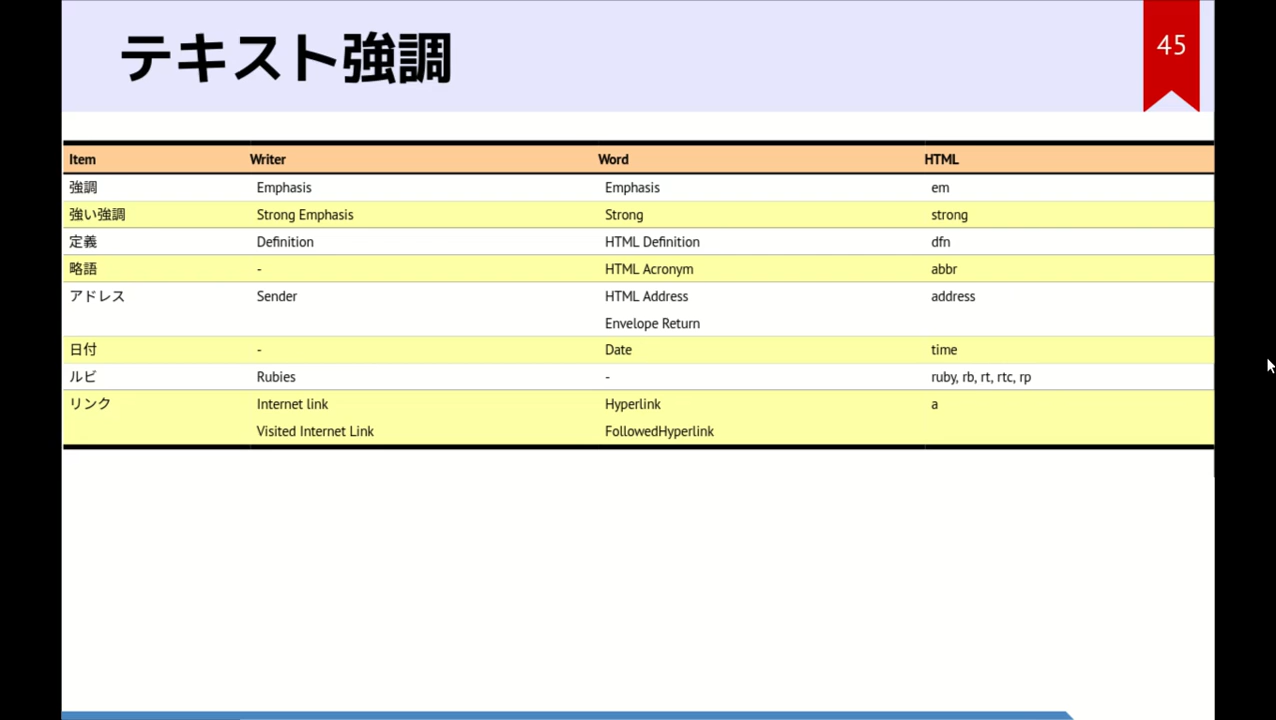 テキスト強調
45
Item Writer Word HTML
強調 Emphasis Emphasis em
強い強調 Strong Emphasis Strong strong
定義 Definition HTML Definition dfn
略語 - HTML Acronym abbr
アドレス Sender HTML Address address
Envelope Return
日付 - Date time
ルビ Rubies - ruby, rb, rt, rtc, rp
リンク Internet link Hyperlink a
Visited Internet Link FollowedHyperlink